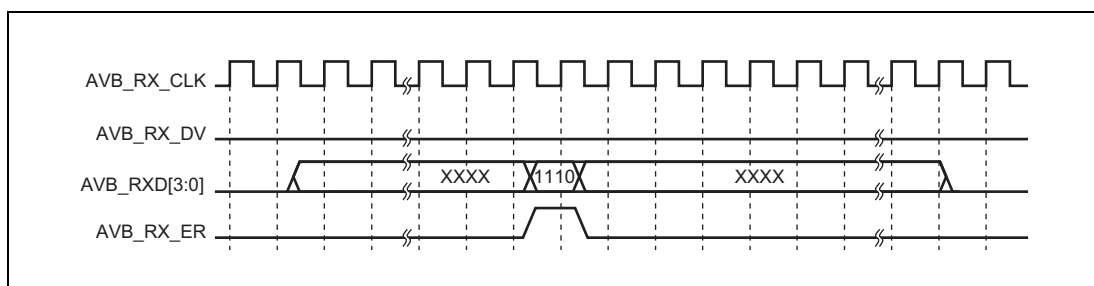 AVB_RX_CLK
AVB_RX_DV
AVB_RXD[3:0] XXXX 1110 XXXX
AVB_RX_ER